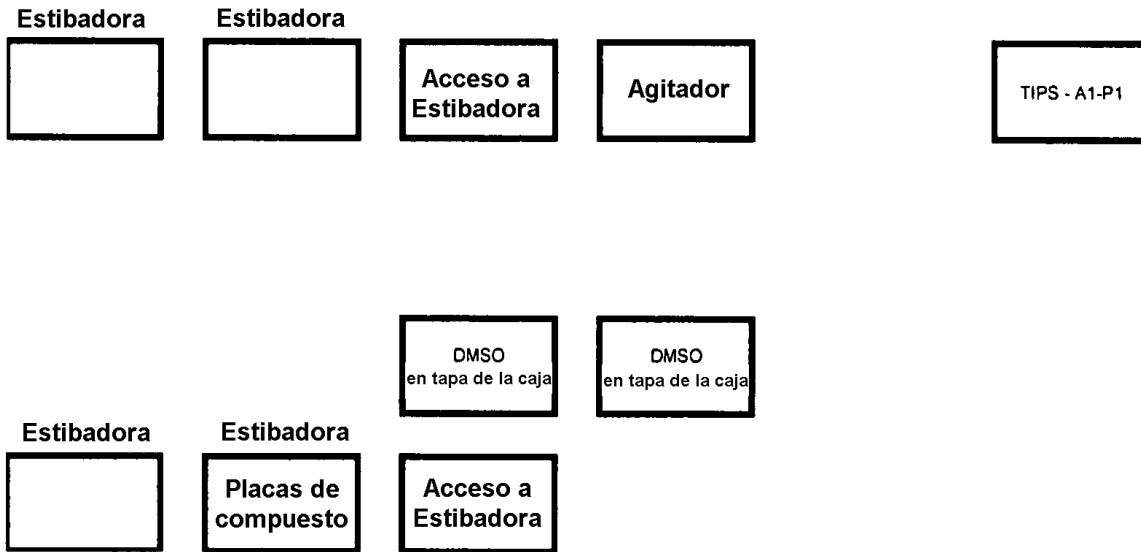 Estibadora
Estibadora
Acceso a
Estibadora
Agitador
TIPS - A1-P1
DMSO
en tapa de la caja
DMSO
en tapa de la caja
Estibadora
Estibadora
Placas de
compuesto
Acceso a
Estibadora